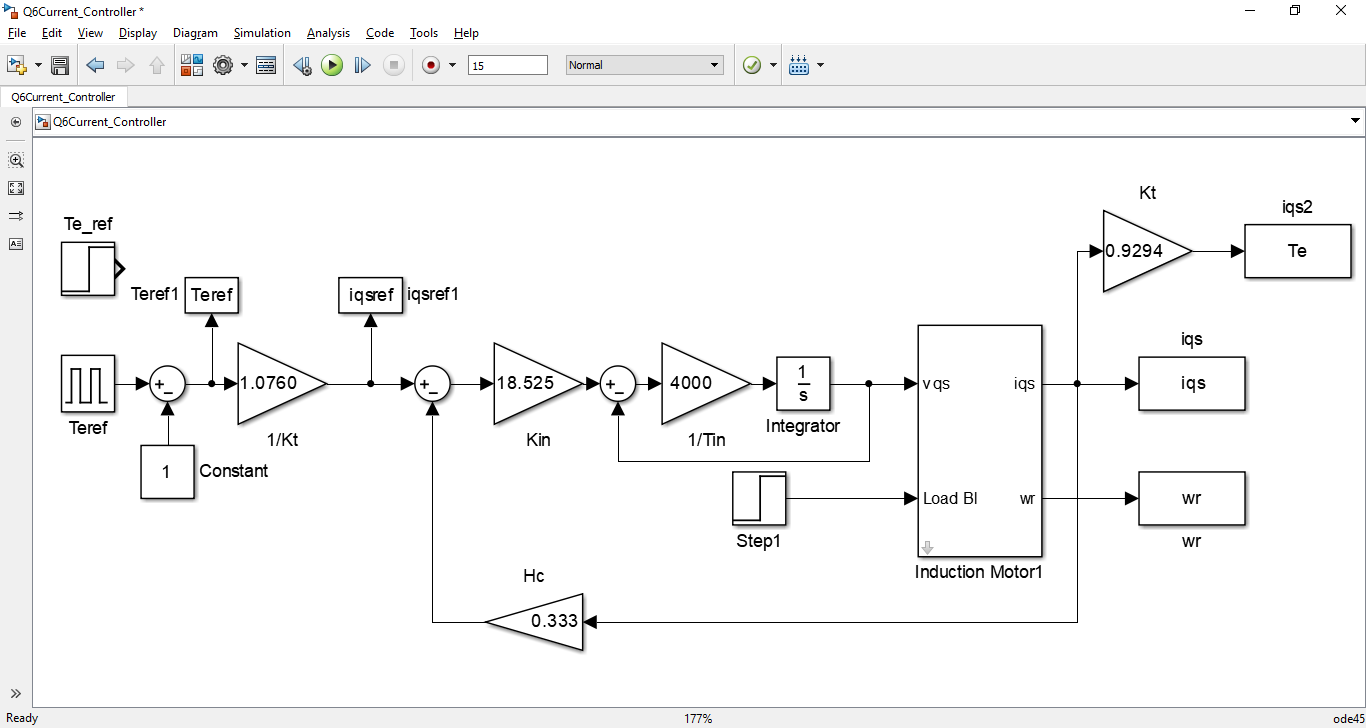 Q6Current_Controller *
File Edit View Display Diagram Simulation Analysis Code Tools Help
15
Normal
Q6Current_Controller
Q6Current_Controller
Kt
iqs2
0.9294
Te
Te_ref
Teref1
Teref
iqsref
iqsref1
iqs
1.0760
18.525
4000
1
s
v qs
iqs
iqs
Teref
1/Kt
Kin
1/Tin
Integrator
1
Constant
Load Bl
wr
wr
Step1
wr
Induction Motor1
Hc
0.333
Ready
177%
ode45